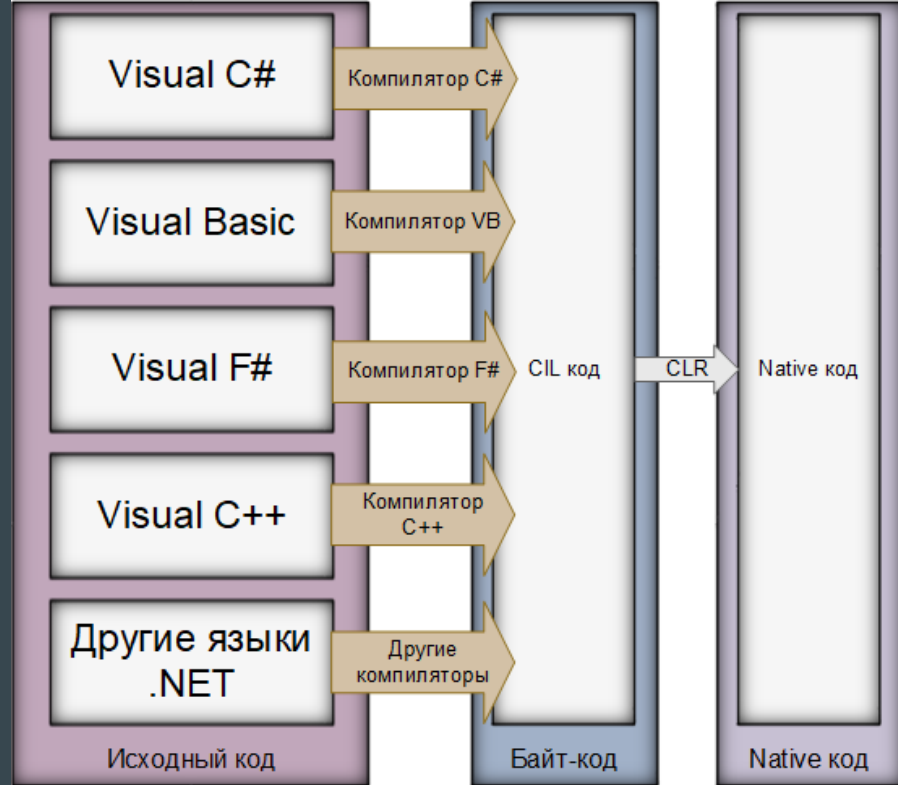 Visual C#
Компилятор C#
Visual Basic
Компилятор VB
Visual F#
Компилятор F#
CIL код
CLR
Native код
Visual C++
Компилятор
C++
Другие языки
.NET
Другие
компиляторы
Исходный код
Байт-код
Native код